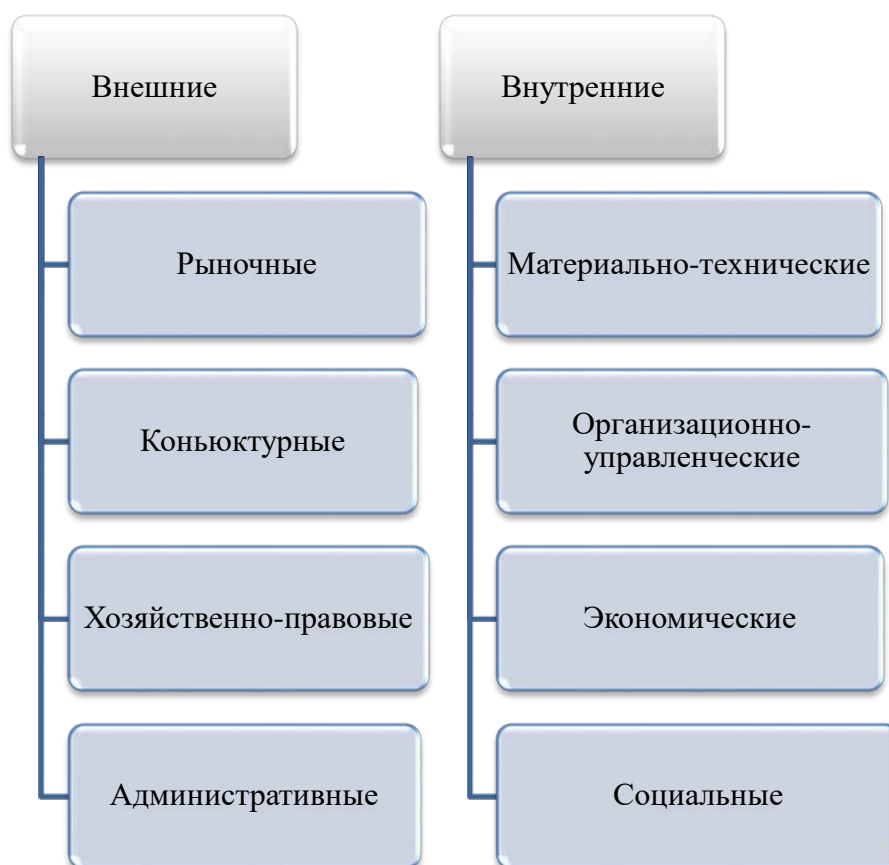 Внешние
Рыночные
Коньюктурные
Хозяйственно-правовые
Административные
Внутренние
Материально-технические
Организационно-
управленческие
Экономические
Социальные